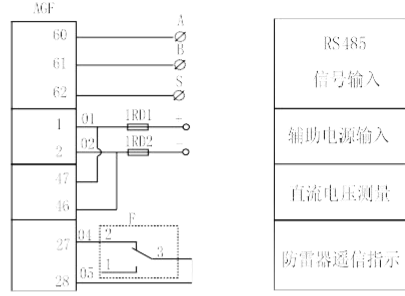 AGF
A
60
B
61
S
62
RS485
信号输入
1 01 1RD1 +
2 02 1RD2 -
辅助电源输入
47
46
直流电压测量
F
27 04 2
1 3
28 05
防雷器遥信指示